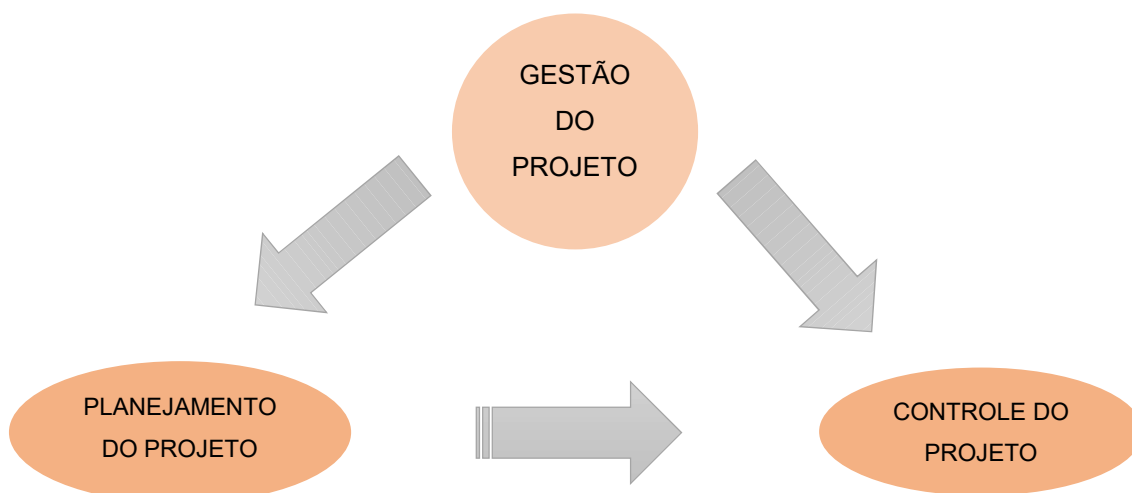 GESTÃO
DO
PROJETO
PLANEJAMENTO
DO PROJETO
CONTROLE DO
PROJETO